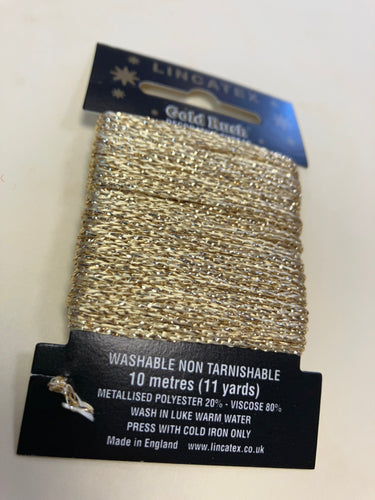 LINCATEX
Gold Rush
WASHABLE NON TARNISHABLE
10 metres (11 yards)
METALLISED POLYESTER 20% - VISCOSE 80%
WASH IN LUKE WARM WATER
PRESS WITH COLD IRON ONLY
Made in England www.lincatex.co.uk